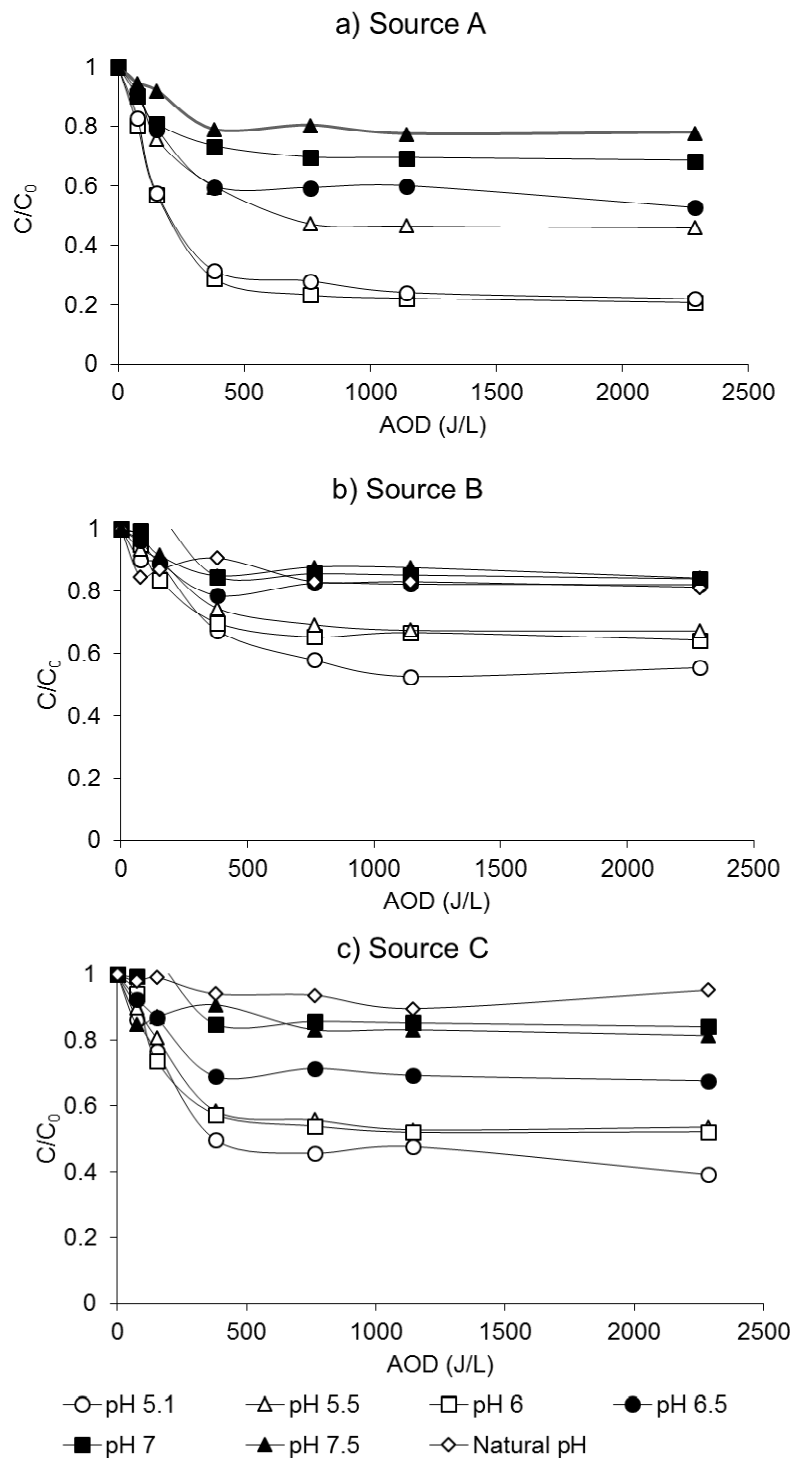 a) Source A
1
0.8
0.6
0.4
0.2
0
C/C0
0 500 1000 1500 2000 2500
AOD (J/L)
b) Source B
1
0.8
0.6
0.4
0.2
0
C/C0
0 500 1000 1500 2000 2500
AOD (J/L)
c) Source C
1
0.8
0.6
0.4
0.2
0
C/C0
0 500 1000 1500 2000 2500
AOD (J/L)
pH 5.1 pH 5.5 pH 6 pH 6.5
pH 7 pH 7.5 Natural pH